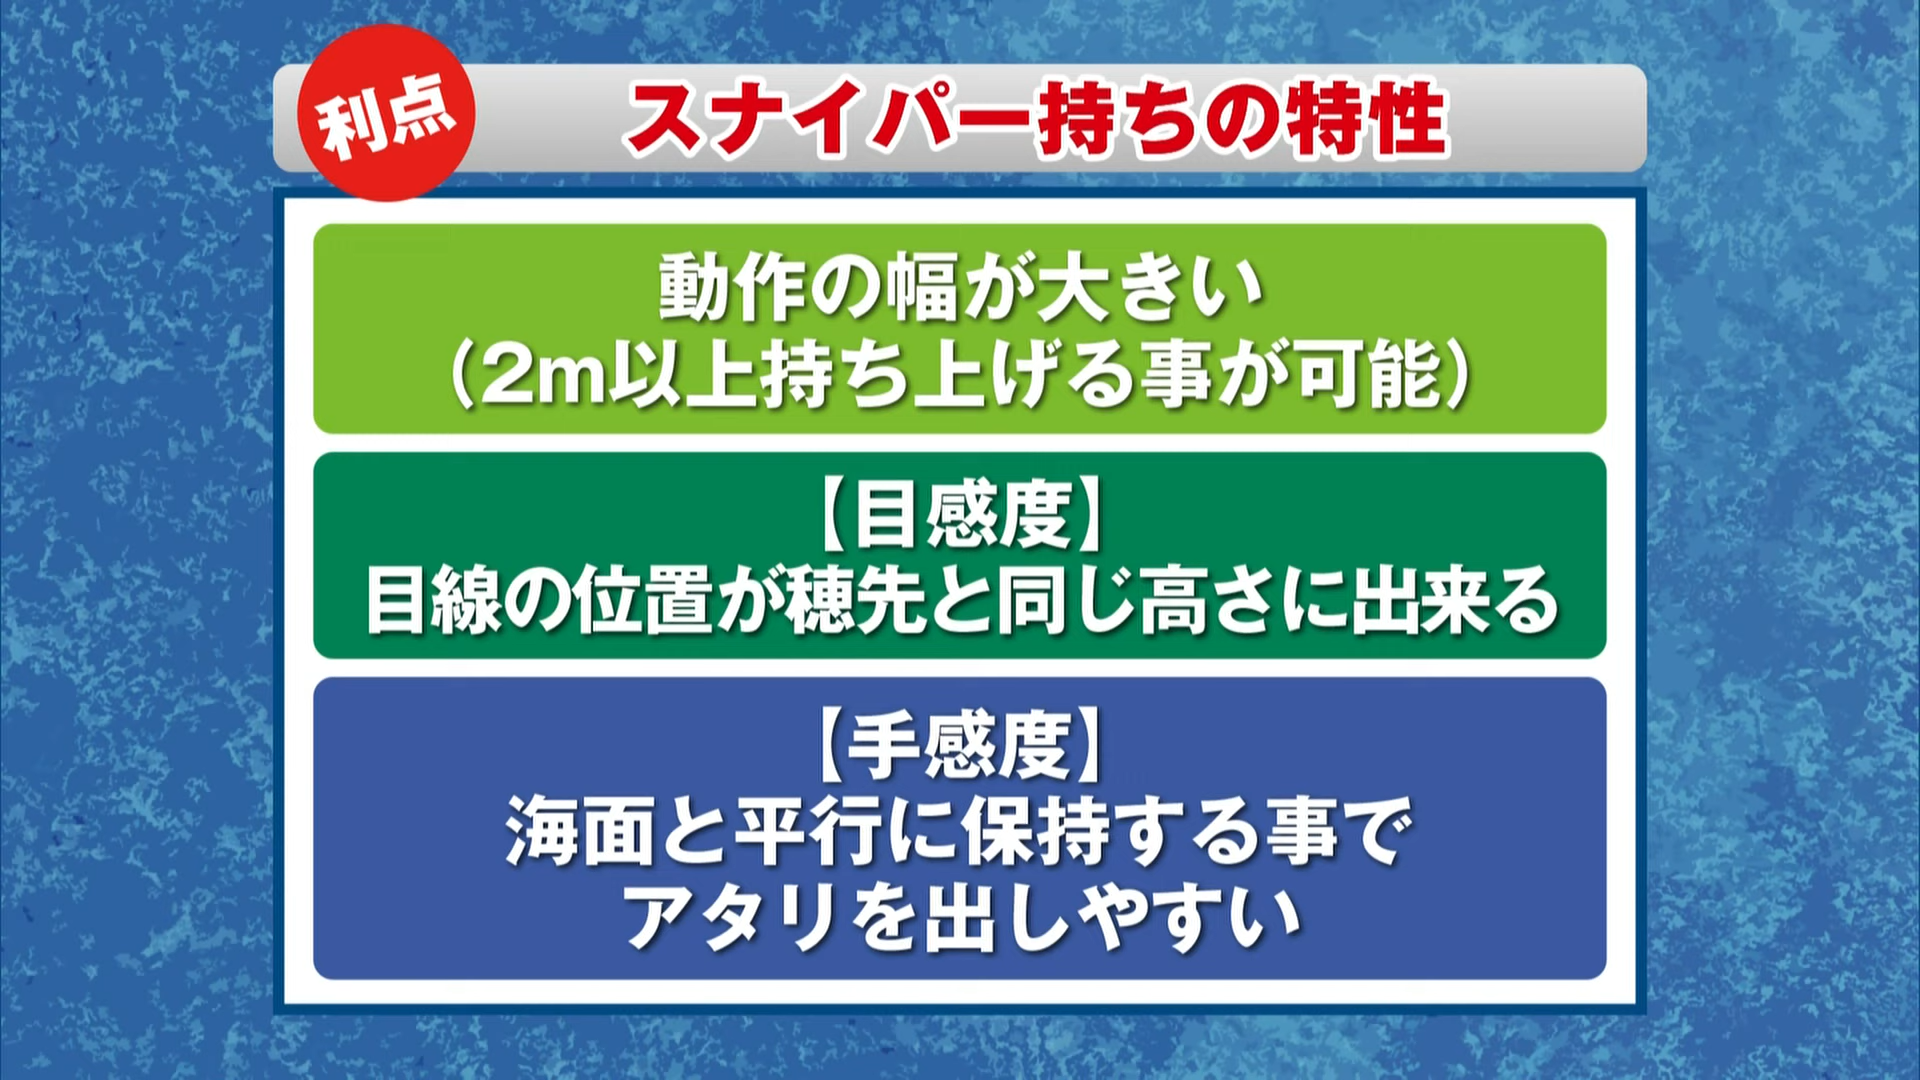 利点
スナイパー持ちの特性
動作の幅が大きい
（2m以上持ち上げる事が可能）
【目感度】
目線の位置が穂先と同じ高さに出来る
【手感度】
海面と平行に保持する事で
アタリを出しやすい